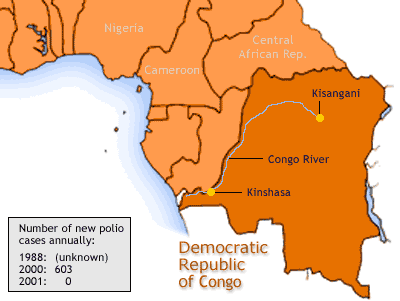 Nigeria
Central
African Rep.
Cameroon
Kisangani
Congo River
Kinshasa
Democratic
Republic
of Congo
Number of new polio
cases annually:
1988: (unknown)
2000: 603
2001: 0